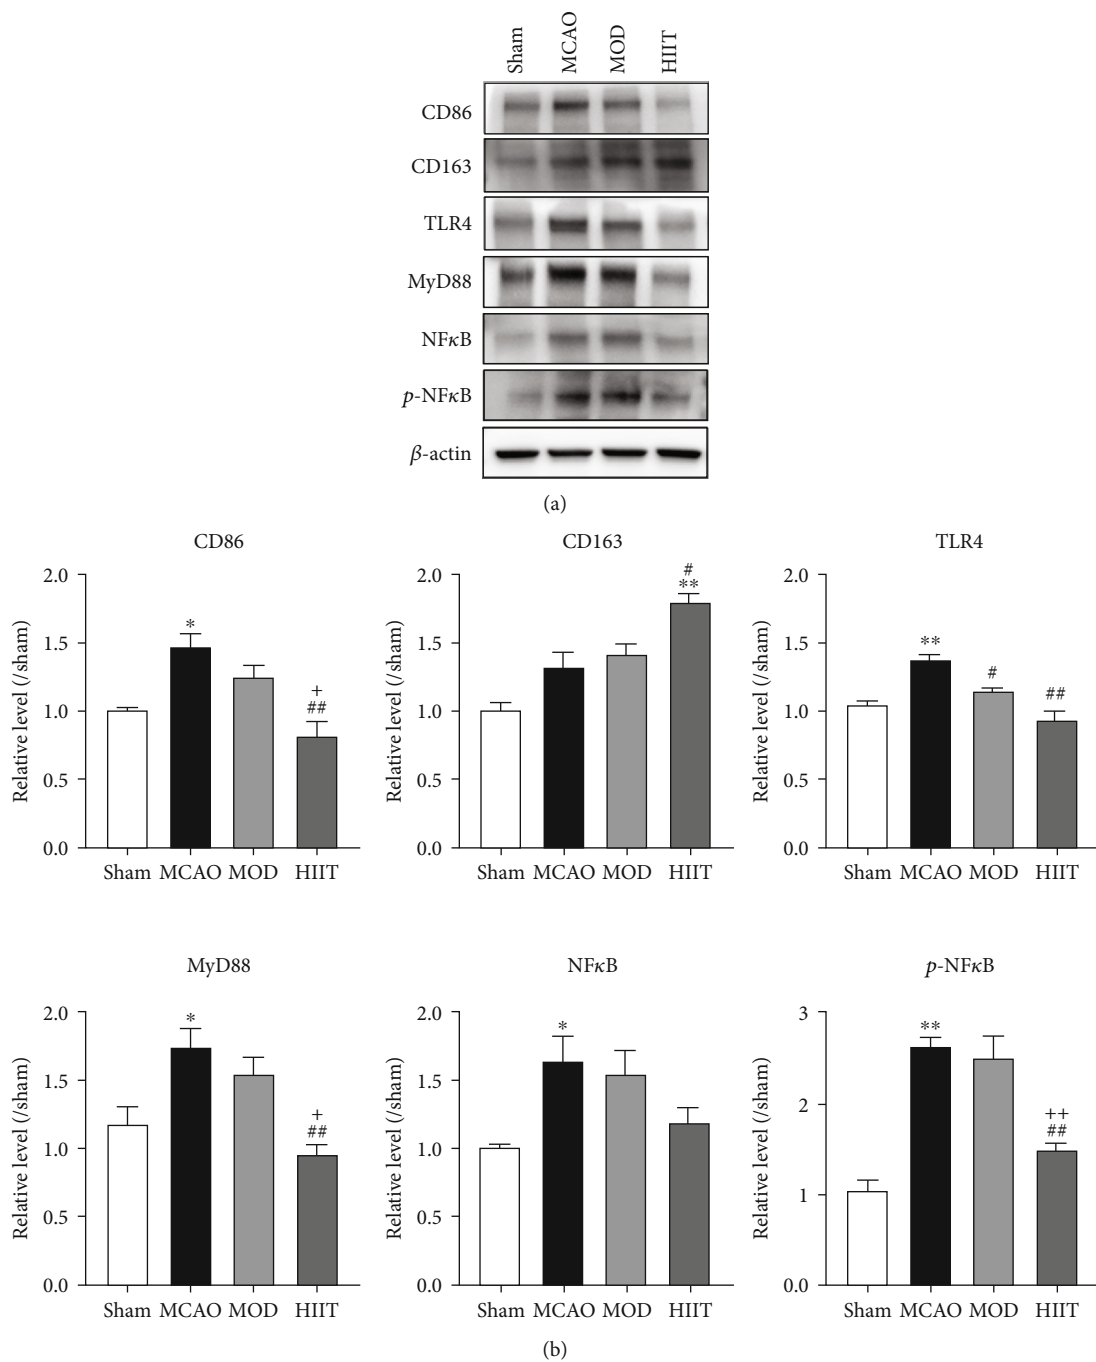 Sham MCAO MOD HIIT
CD86
CD163
TLR4
MyD88
NFκB
p-NFκB
β-actin
(a)
CD86
Relative level (/sham)
2.0
1.5
1.0
0.5
0.0
*
+
##
Sham MCAO MOD HIIT
CD163
Relative level (/sham)
2.0
1.5
1.0
0.5
0.0
#
**
Sham MCAO MOD HIIT
TLR4
Relative level (/sham)
2.0
1.5
1.0
0.5
0.0
**
#
##
Sham MCAO MOD HIIT
MyD88
Relative level (/sham)
2.0
1.5
1.0
0.5
0.0
*
+
##
Sham MCAO MOD HIIT
NFκB
Relative level (/sham)
2.0
1.5
1.0
0.5
0.0
*
Sham MCAO MOD HIIT
p-NFκB
Relative level (/sham)
3
2
1
0.0
**
++
##
Sham MCAO MOD HIIT
(b)